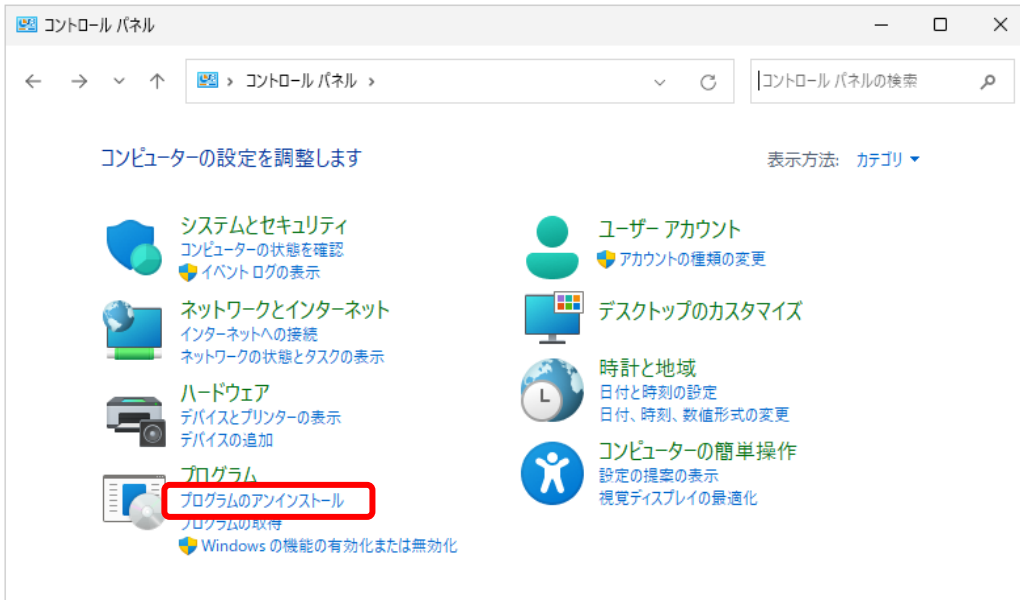 コントロール パネル
コントロール パネル
コントロール パネルの検索
コンピューターの設定を調整します
表示方法: カテゴリ
システムとセキュリティ
コンピューターの状態を確認
イベント ログの表示
ネットワークとインターネット
インターネットへの接続
ネットワークの状態とタスクの表示
ハードウェア
デバイスとプリンターの表示
デバイスの追加
プログラム
プログラムのアンインストール
プログラムの取得
Windows の機能の有効化または無効化
ユーザー アカウント
アカウントの種類の変更
デスクトップのカスタマイズ
時計と地域
日付と時刻の設定
日付、時刻、数値形式の変更
コンピューターの簡単操作
設定の提案の表示
視覚ディスプレイの最適化